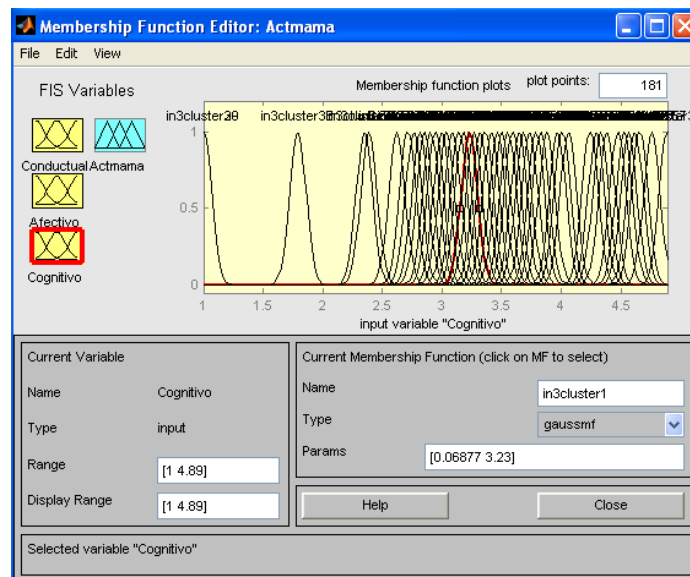 Membership Function Editor: Actmama
File Edit View
FIS Variables
Membership function plots
plot points: 181
Conductual Actmama
Afectivo
Cognitivo
1
0.5
0
1 1.5 2 2.5 3 3.5 4 4.5
input variable "Cognitivo"
Current Variable
Name Cognitivo
Type input
Range [1 4.89]
Display Range [1 4.89]
Current Membership Function (click on MF to select)
Name in3cluster1
Type gaussmf
Params [0.06877 3.23]
Help Close
Selected variable "Cognitivo"